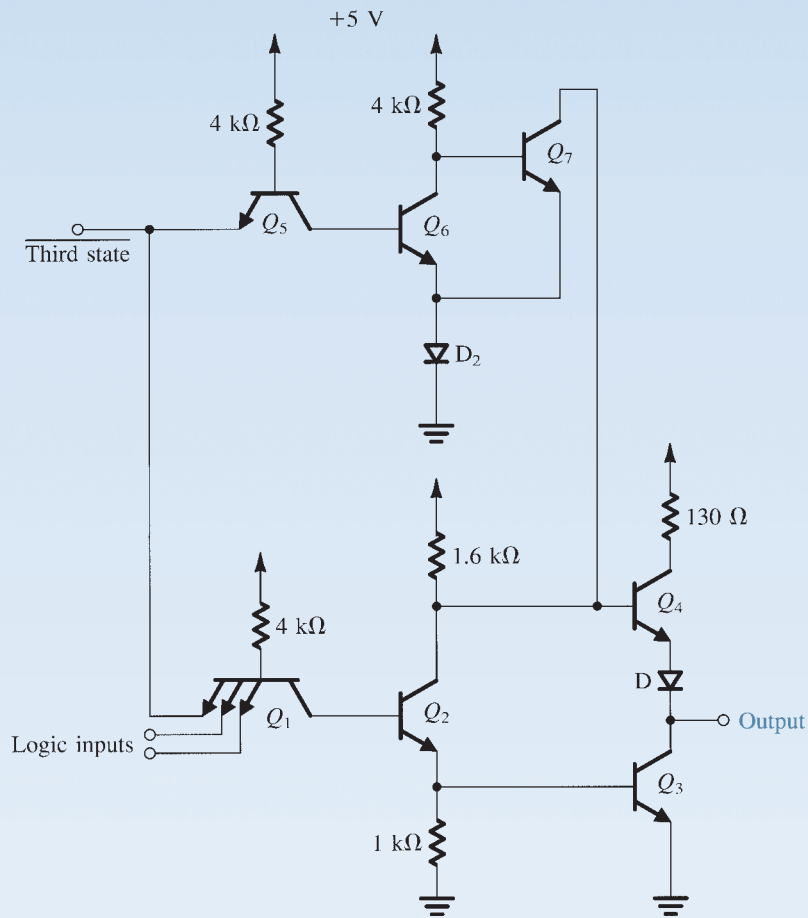 +5 V
4 kΩ
4 kΩ
Q7
Q5
Q6
Third state
D2
130 Ω
1.6 kΩ
Q4
4 kΩ
D
Q1
Q2
Output
Logic inputs
Q3
1 kΩ